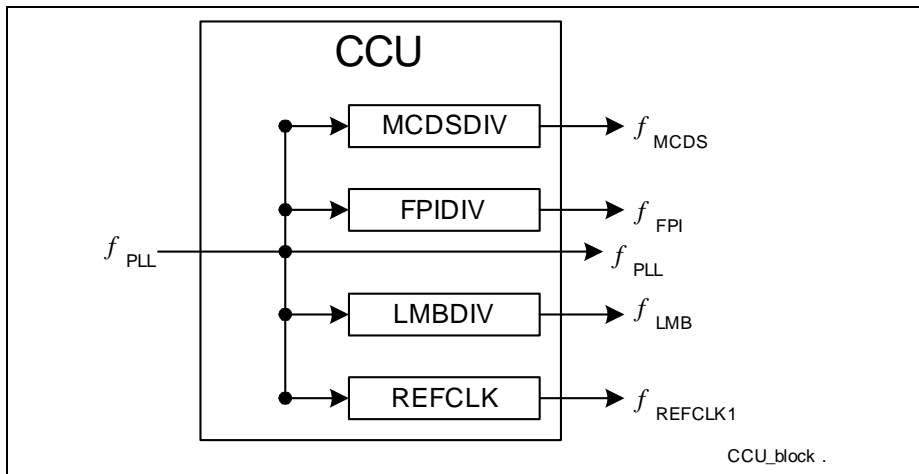 CCU
MCDSDIV
f MCDS
FPIDIV
f FPI
f PLL
f PLL
LMBDIV
f LMB
REFCLK
f REFCLK1
CCU_block .